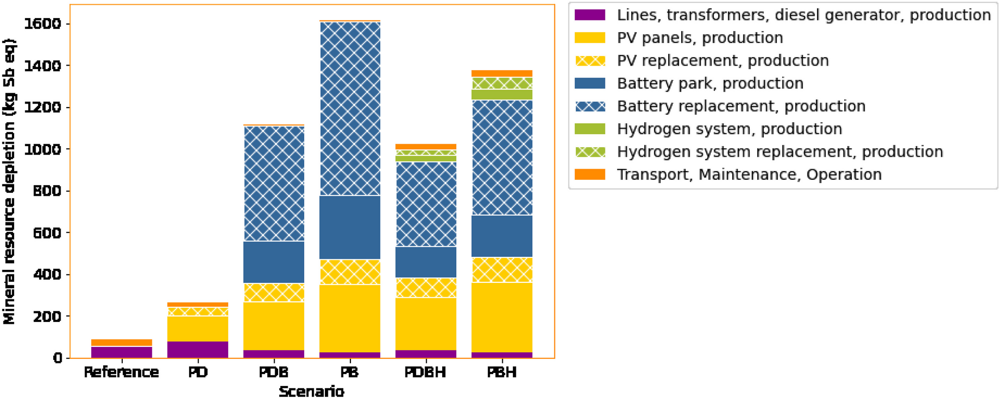 Mineral resource depletion (kg Sb eq)
1600
1400
1200
1000
800
600
400
200
0
Reference PD PDB PB PDBH PBH
Scenario
Lines, transformers, diesel generator, production
PV panels, production
PV replacement, production
Battery park, production
Battery replacement, production
Hydrogen system, production
Hydrogen system replacement, production
Transport, Maintenance, Operation